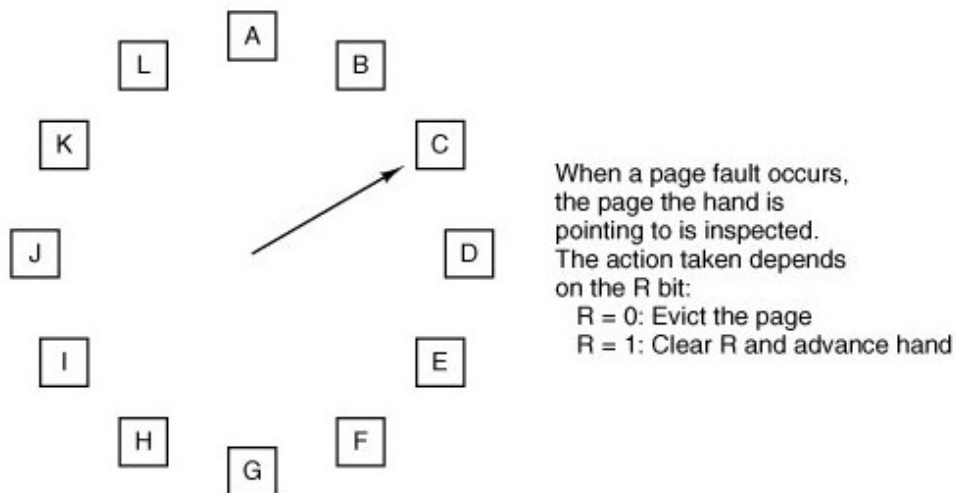 A
L
B
K
C
When a page fault occurs,
the page the hand is
pointing to is inspected.
The action taken depends
on the R bit:
R = 0: Evict the page
R = 1: Clear R and advance hand
J
D
I
E
H
F
G